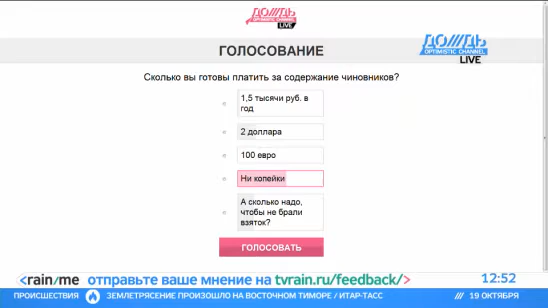 ДОЖДЬ
OPTIMISTIC CHANNEL
LIVE
ГОЛОСОВАНИЕ
ДОЖДЬ
OPTIMISTIC CHANNEL
LIVE
Сколько вы готовы платить за содержание чиновников?
1,5 тысячи руб. в
год
2 доллара
100 евро
Ни копейки
А сколько надо,
чтобы не брали
взяток?
ГОЛОСОВАТЬ
<rain/me отправьте ваше мнение на tvrain.ru/feedback/>
12:52
ПРОИСШЕСТВИЯ ЗЕМЛЕТРЯСЕНИЕ ПРОИЗОШЛО НА ВОСТОЧНОМ ТИМОРЕ / ИТАР-ТАСС /// 19 ОКТЯБРЯ